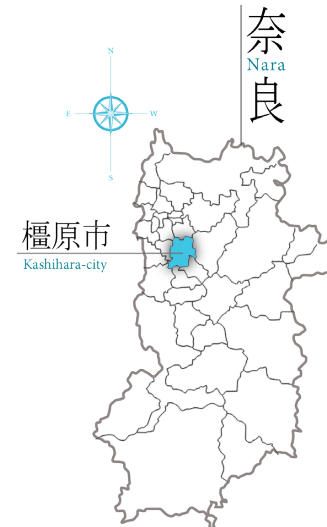 奈良
Nara
N
E
W
S
橿原市
Kashihara-city